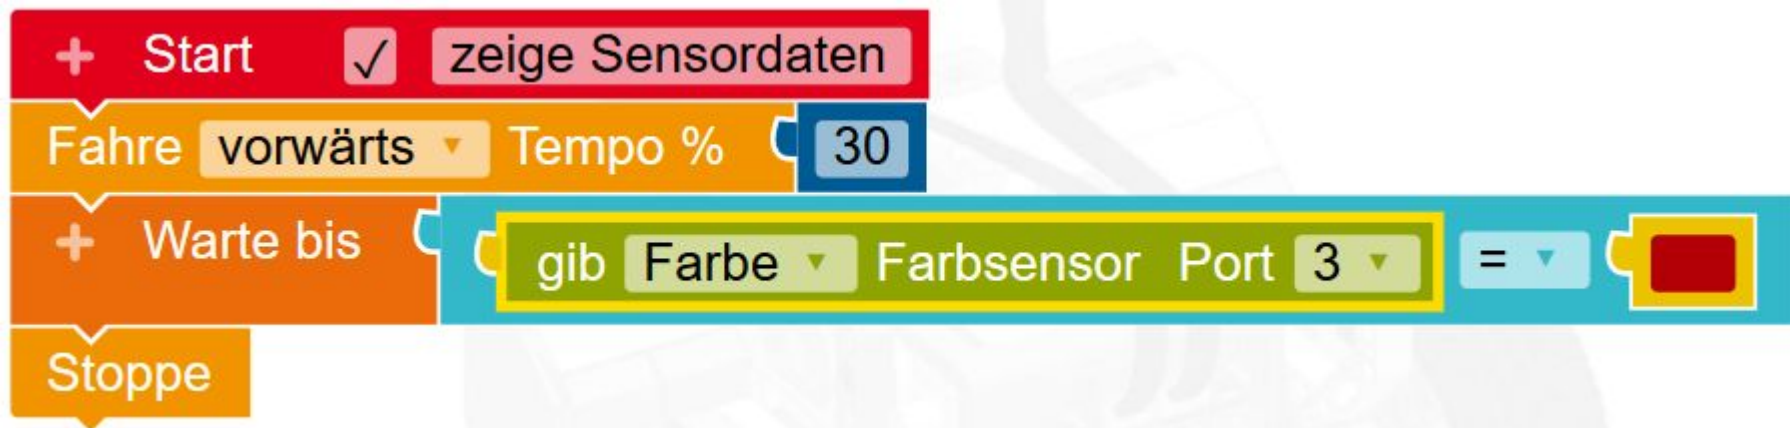 + Start ✓ zeige Sensordaten
Fahre vorwärts ▾ Tempo % 30
+ Warte bis gib Farbe ▾ Farbsensor Port 3 ▾ = ▾
Stoppe